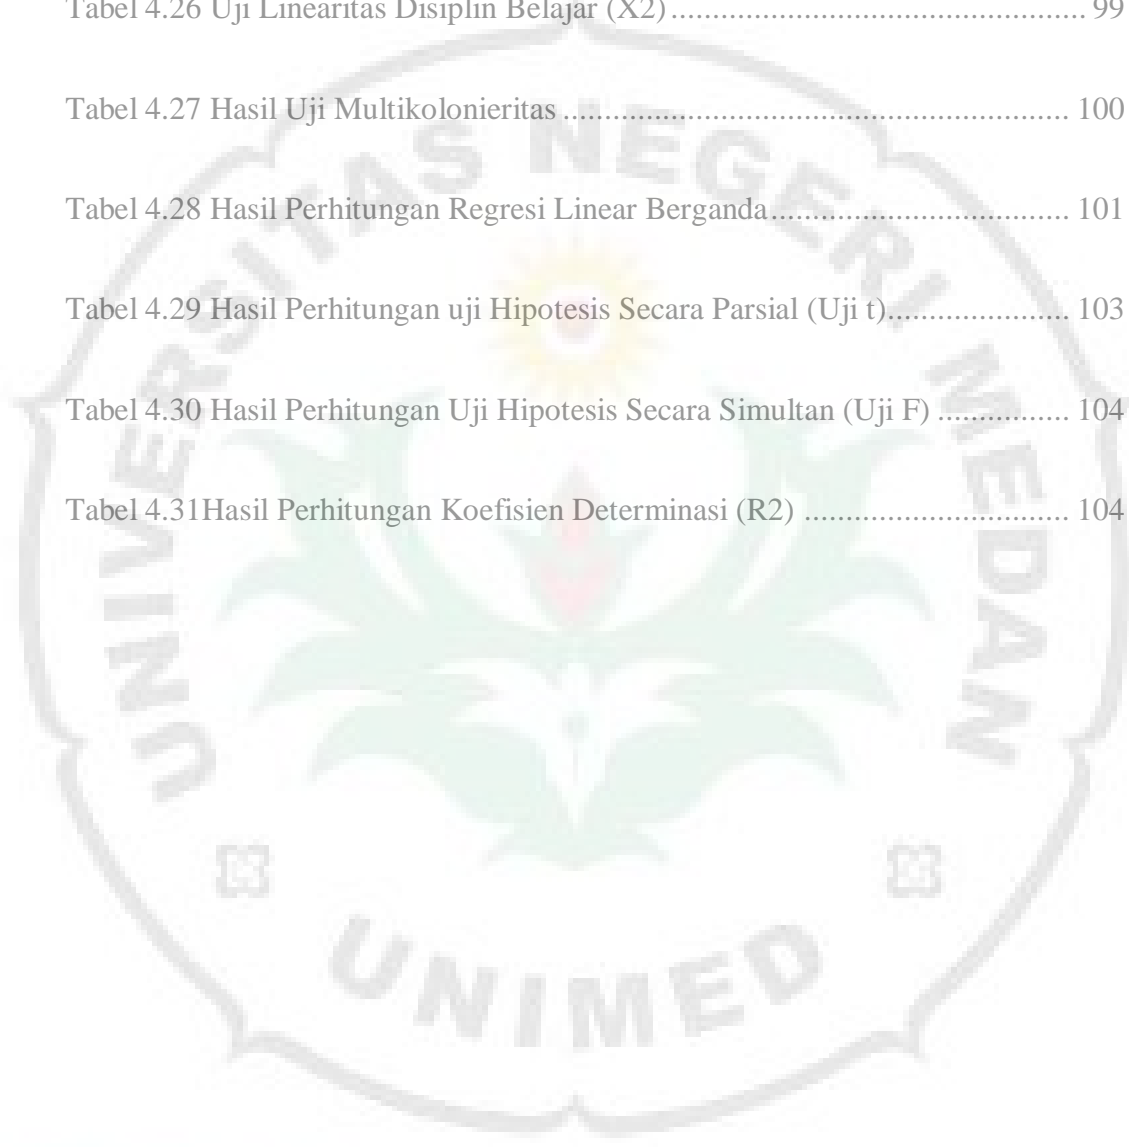 Tabel 4.26 Uji Linearitas Disiplin Belajar (X2) .................................................. 99
Tabel 4.27 Hasil Uji Multikolonieritas ............................................................. 100
Tabel 4.28 Hasil Perhitungan Regresi Linear Berganda.................................... 101
Tabel 4.29 Hasil Perhitungan uji Hipotesis Secara Parsial (Uji t)...................... 103
Tabel 4.30 Hasil Perhitungan Uji Hipotesis Secara Simultan (Uji F) ................ 104
Tabel 4.31Hasil Perhitungan Koefisien Determinasi (R2) ................................ 104
UNIVERSITAS NEGERI MEDAN
UNIMED